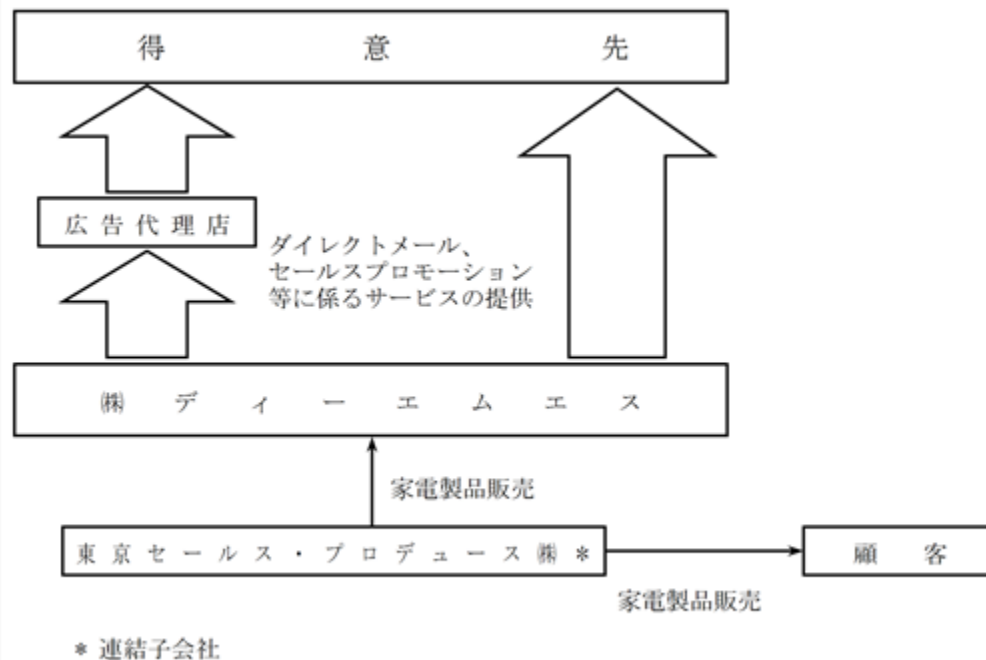 得意先
広告代理店
ダイレクトメール、
セールスプロモーション
等に係るサービスの提供
㈱ディーエムエス
家電製品販売
東京セールス・プロデュース㈱*
顧客
家電製品販売
* 連結子会社